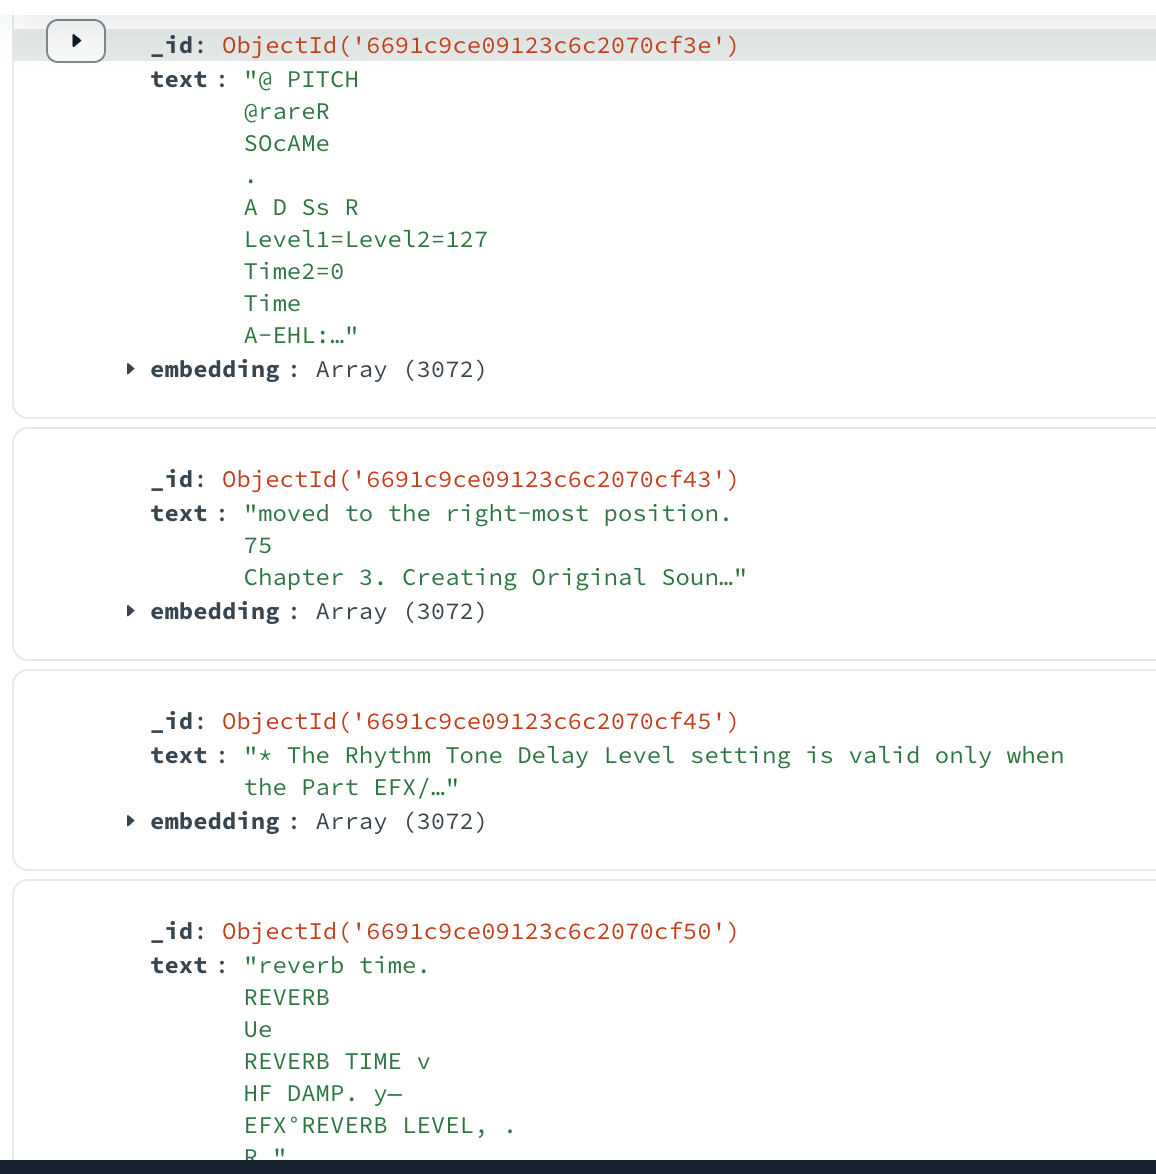 _id: ObjectId('6691c9ce09123c6c2070cf3e')
text : "@ PITCH
@rareR
SOcAMe
.
A D Ss R
Level1=Level2=127
Time2=0
Time
A-EHL:…"
embedding : Array (3072)
_id: ObjectId('6691c9ce09123c6c2070cf43')
text : "moved to the right-most position.
75
Chapter 3. Creating Original Soun…"
embedding : Array (3072)
_id: ObjectId('6691c9ce09123c6c2070cf45')
text : "* The Rhythm Tone Delay Level setting is valid only when
the Part EFX/…"
embedding : Array (3072)
_id: ObjectId('6691c9ce09123c6c2070cf50')
text : "reverb time.
REVERB
Ue
REVERB TIME v
HF DAMP. y—
EFX°REVERB LEVEL, .